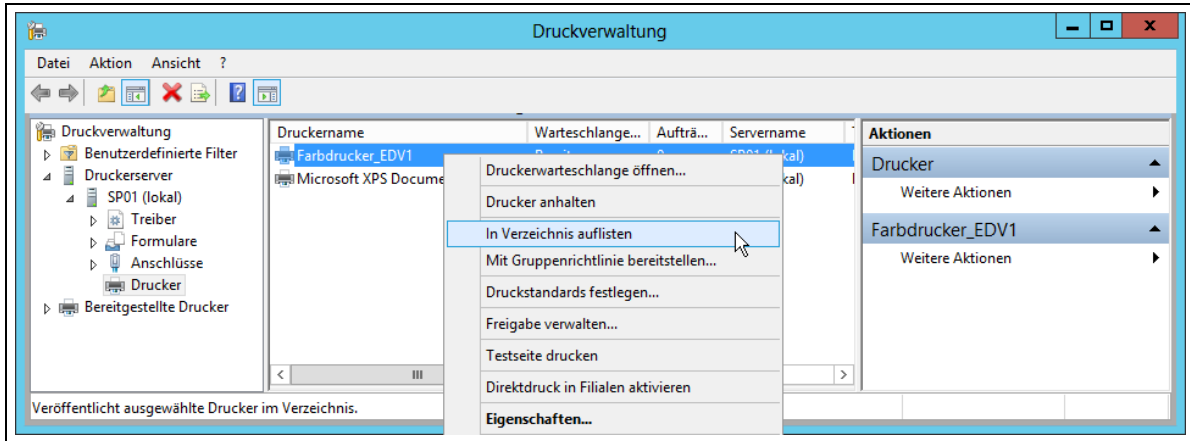 Druckverwaltung
Datei Aktion Ansicht ?
Druckverwaltung
Benutzerdefinierte Filter
Druckerserver
SP01 (lokal)
Treiber
Formulare
Anschlüsse
Drucker
Bereitgestellte Drucker
Druckername Warteschlange... Aufträ... Servername
Farbdrucker_EDV1
Microsoft XPS Docume
Druckerwarteschlange öffnen...
Drucker anhalten
In Verzeichnis auflisten
Mit Gruppenrichtlinie bereitstellen...
Druckstandards festlegen...
Freigabe verwalten...
Testseite drucken
Direktdruck in Filialen aktivieren
Eigenschaften...
Aktionen
Drucker
Weitere Aktionen
Farbdrucker_EDV1
Weitere Aktionen
Veröffentlicht ausgewählte Drucker im Verzeichnis.